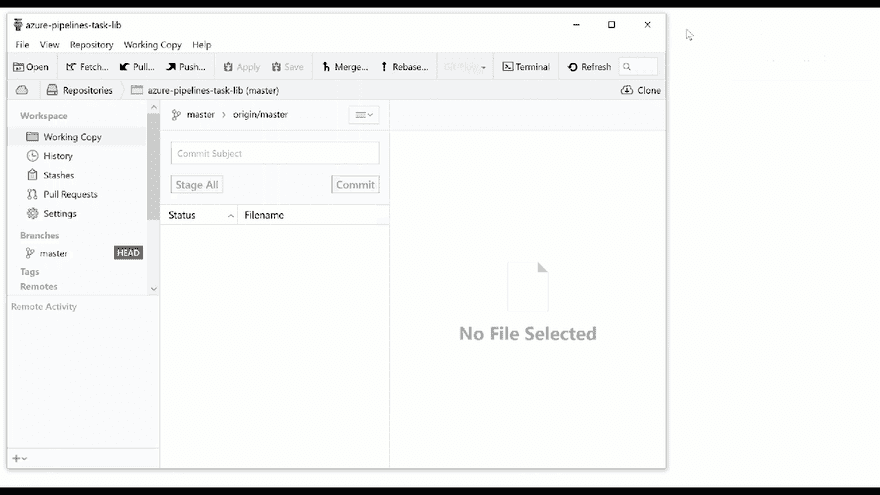 azure-pipelines-task-lib
File View Repository Working Copy Help
Open Fetch... Pull... Push... Apply Save Merge... Rebase... Terminal Refresh
Repositories azure-pipelines-task-lib (master) Clone
Workspace
Working Copy
History
Stashes
Pull Requests
Settings
Branches
master HEAD
Tags
Remotes
Remote Activity
master origin/master
Commit Subject
Stage All Commit
Status Filename
No File Selected